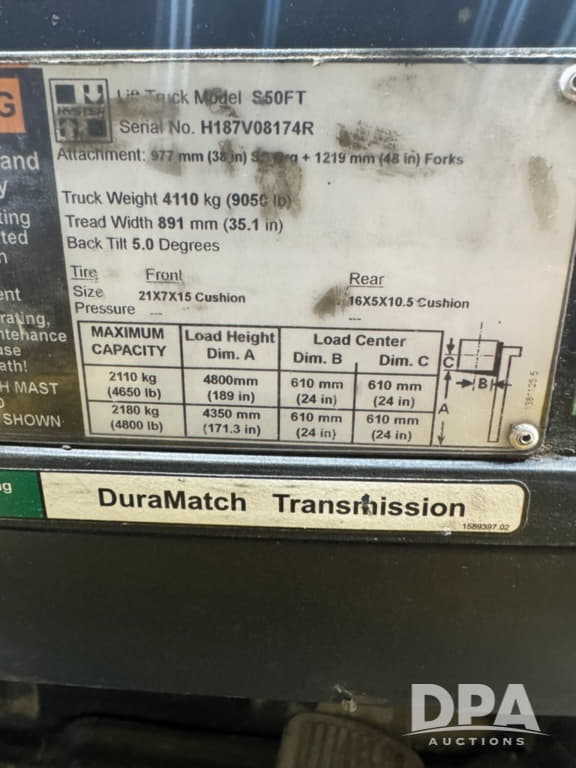 G
HYSTER
Lift Truck Model S50FT
Serial No. H187V08174R
Attachment: 977 mm (38 in) + 1219 mm (48 in) Forks
Truck Weight 4110 kg (9050 lb)
Tread Width 891 mm (35.1 in)
Back Tilt 5.0 Degrees
Tire Front Rear
Size 21X7X15 Cushion 16X5X10.5 Cushion
Pressure --- ---
MAXIMUM CAPACITY Load Height Dim. A Load Center Dim. B Dim. C
2110 kg (4650 lb) 4800mm (189 in) 610 mm (24 in) 610 mm (24 in)
2180 kg (4800 lb) 4350 mm (171.3 in) 610 mm (24 in) 610 mm (24 in)
C
B
A
and
MAST
SHOWN
DuraMatch Transmission
1589397.02
DPA
AUCTIONS